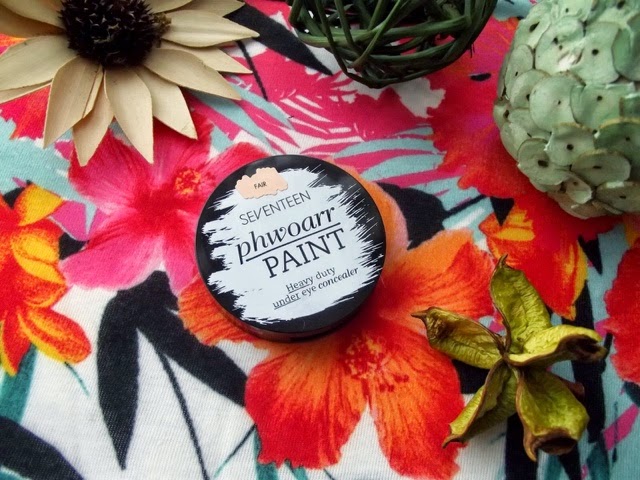 FAIR
SEVENTEEN
phwoarr
PAINT
Heavy duty
under eye concealer